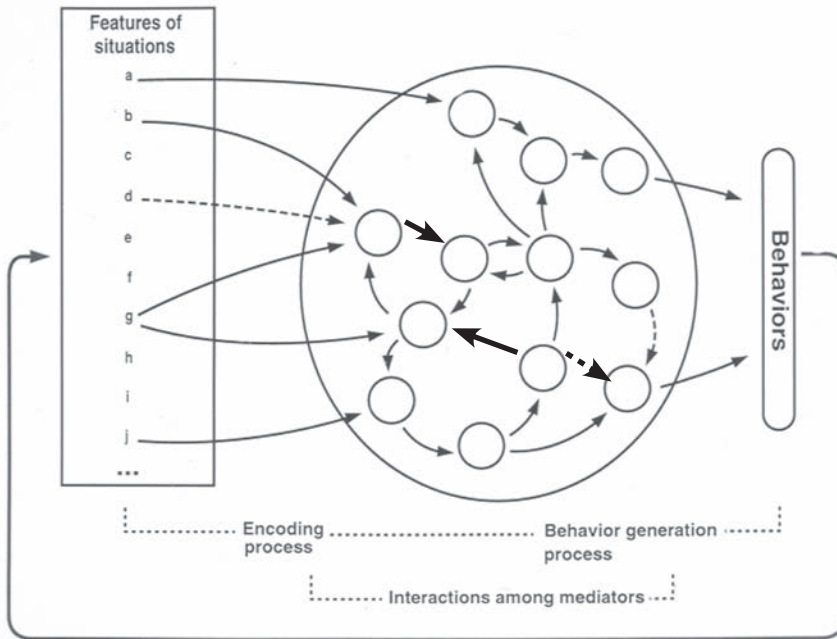 Features of
situations
a
b
c
d
e
f
g
h
i
j
...
Behaviors
Encoding
process
Behavior generation
process
Interactions among mediators